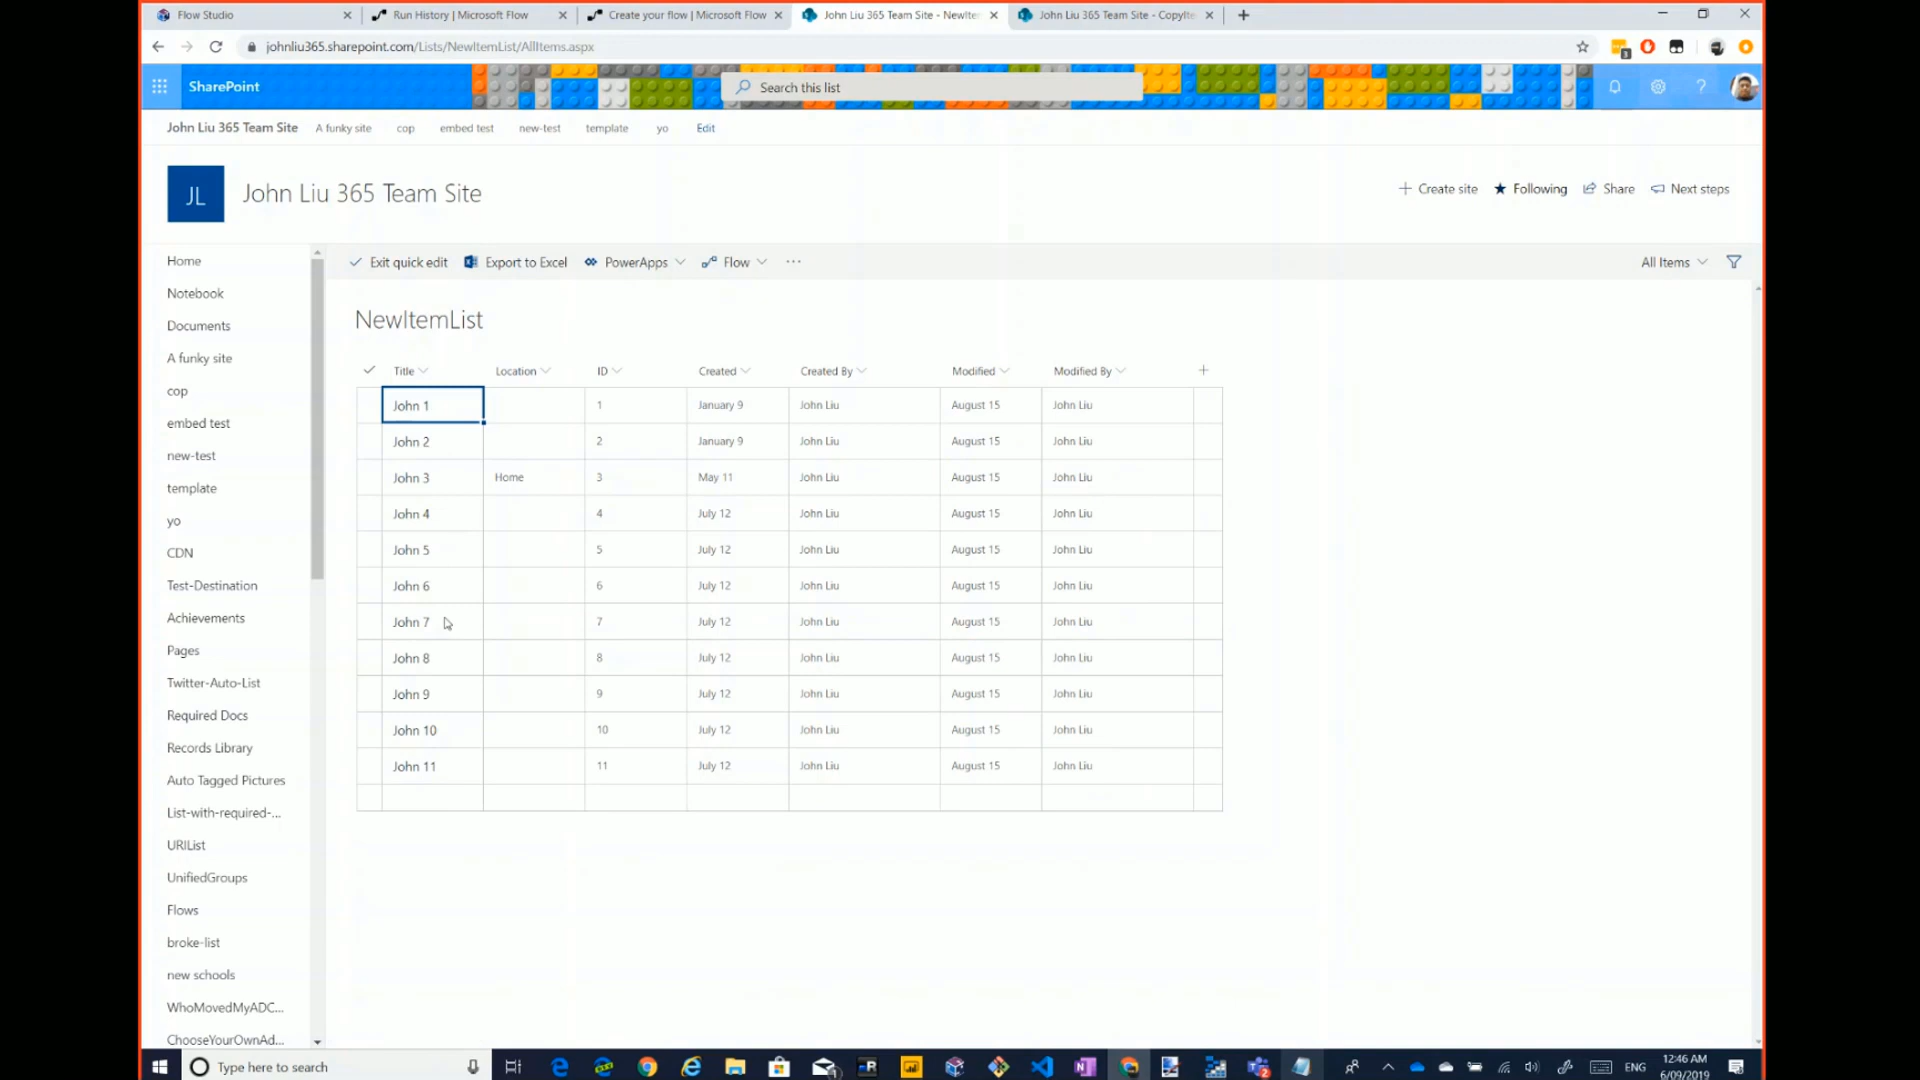 Flow Studio
Run History | Microsoft Flow
Create your flow | Microsoft Flow
John Liu 365 Team Site - NewItem
John Liu 365 Team Site - CopyIte
johnliu365.sharepoint.com/Lists/NewItemList/AllItems.aspx
SharePoint
Search this list
John Liu 365 Team Site A funky site cop embed test new-test template yo Edit
JL
John Liu 365 Team Site
Create site Following Share Next steps
Home
Notebook
Documents
A funky site
cop
embed test
new-test
template
yo
CDN
Test-Destination
Achievements
Pages
Twitter-Auto-List
Required Docs
Records Library
Auto Tagged Pictures
List-with-required-...
URIList
UnifiedGroups
Flows
broke-list
new schools
WhoMovedMyADC...
ChooseYourOwnAd...
Exit quick edit Export to Excel PowerApps Flow ...
All Items
NewItemList
Title Location ID Created Created By Modified Modified By
John 1 1 January 9 John Liu August 15 John Liu
John 2 2 January 9 John Liu August 15 John Liu
John 3 Home 3 May 11 John Liu August 15 John Liu
John 4 4 July 12 John Liu August 15 John Liu
John 5 5 July 12 John Liu August 15 John Liu
John 6 6 July 12 John Liu August 15 John Liu
John 7 7 July 12 John Liu August 15 John Liu
John 8 8 July 12 John Liu August 15 John Liu
John 9 9 July 12 John Liu August 15 John Liu
John 10 10 July 12 John Liu August 15 John Liu
John 11 11 July 12 John Liu August 15 John Liu
Type here to search
ENG
12:46 AM
6/09/2019